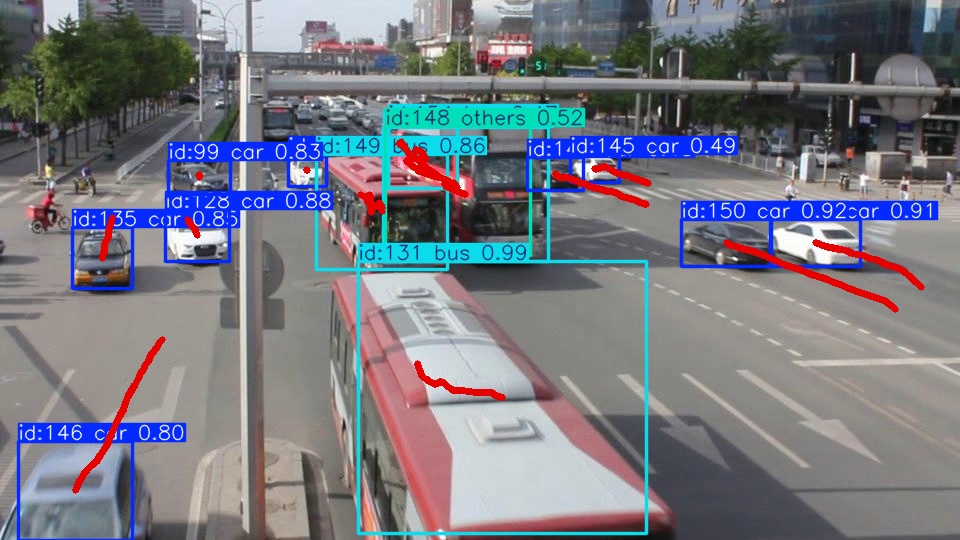 id:148 others 0.52
id:99 car 0.83
id:149 bus 0.86
id:145 car 0.49
id:128 car 0.88
id:135 car 0.85
id:150 car 0.92
car 0.91
id:131 bus 0.99
id:146 car 0.80
51